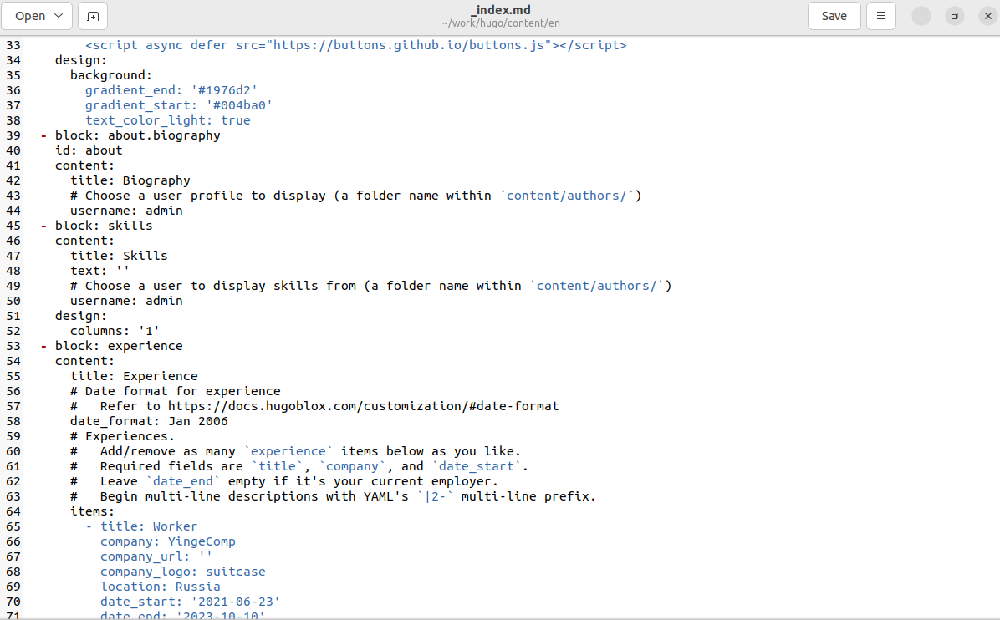 Open
_index.md
~/work/hugo/content/en
Save
33         <script async defer src="https://buttons.github.io/buttons.js"></script>
34     design:
35       background:
36         gradient_end: '#1976d2'
37         gradient_start: '#004ba0'
38         text_color_light: true
39   - block: about.biography
40     id: about
41     content:
42       title: Biography
43       # Choose a user profile to display (a folder name within `content/authors/`)
44       username: admin
45   - block: skills
46     content:
47       title: Skills
48       text: ''
49       # Choose a user to display skills from (a folder name within `content/authors/`)
50       username: admin
51     design:
52       columns: '1'
53   - block: experience
54     content:
55       title: Experience
56       # Date format for experience
57       #   Refer to https://docs.hugoblox.com/customization/#date-format
58       date_format: Jan 2006
59       # Experiences.
60       #   Add/remove as many `experience` items below as you like.
61       #   Required fields are `title`, `company`, and `date_start`.
62       #   Leave `date_end` empty if it's your current employer.
63       #   Begin multi-line descriptions with YAML's `|2-` multi-line prefix.
64       items:
65         - title: Worker
66           company: YingeComp
67           company_url: ''
68           company_logo: suitcase
69           location: Russia
70           date_start: '2021-06-23'
71           date_end: '2023-10-10'